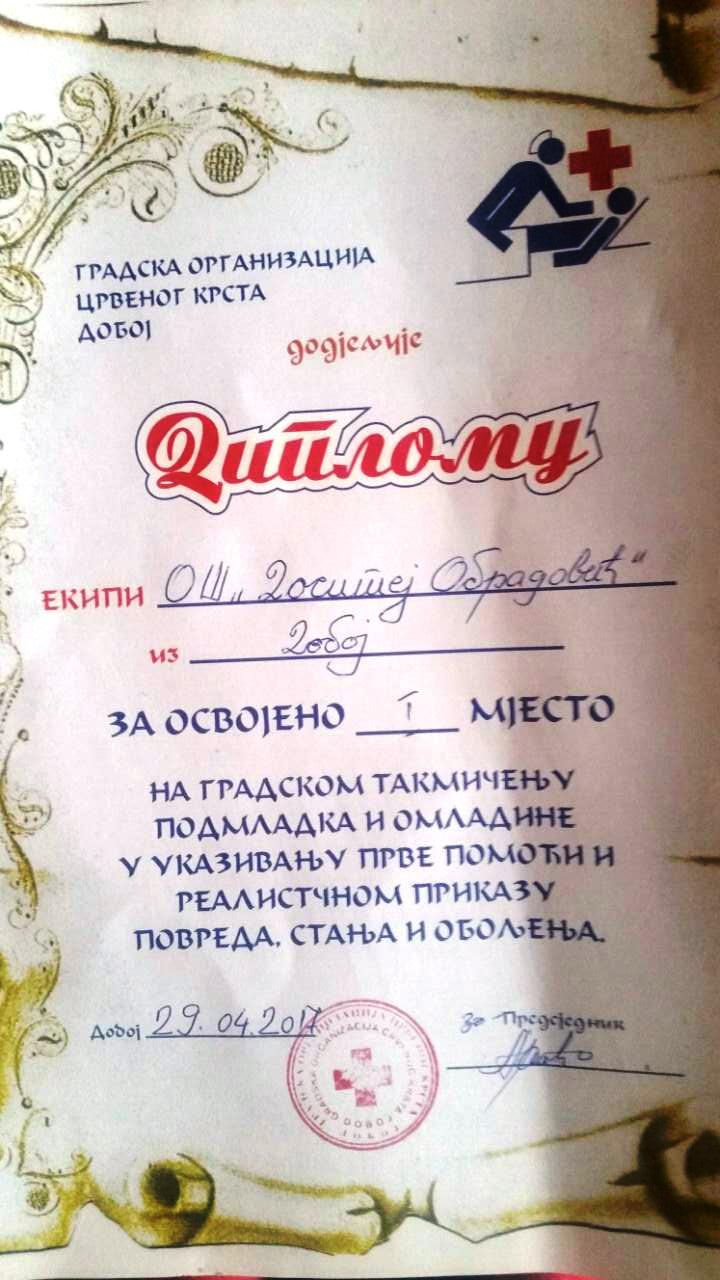 ГРАДСКА ОРГАНИЗАЦИЈА
ЦРВЕНОГ КРСТА
ДОБОЈ
додјељује
Диплому
ЕКИПИ ОШ „Доситеј Обрадовић"
из Добој
ЗА ОСВОЈЕНО I МЈЕСТО
НА ГРАДСКОМ ТАКМИЧЕЊУ
ПОДМЛАДКА И ОМЛАДИНЕ
У УКАЗИВАЊУ ПРВЕ ПОМОЋИ И
РЕАЛИСТЧНОМ ПРИКАЗУ
ПОВРЕДА, СТАЊА И ОБОЉЕЊА.
Добој 29.04.2017
за Предсједник